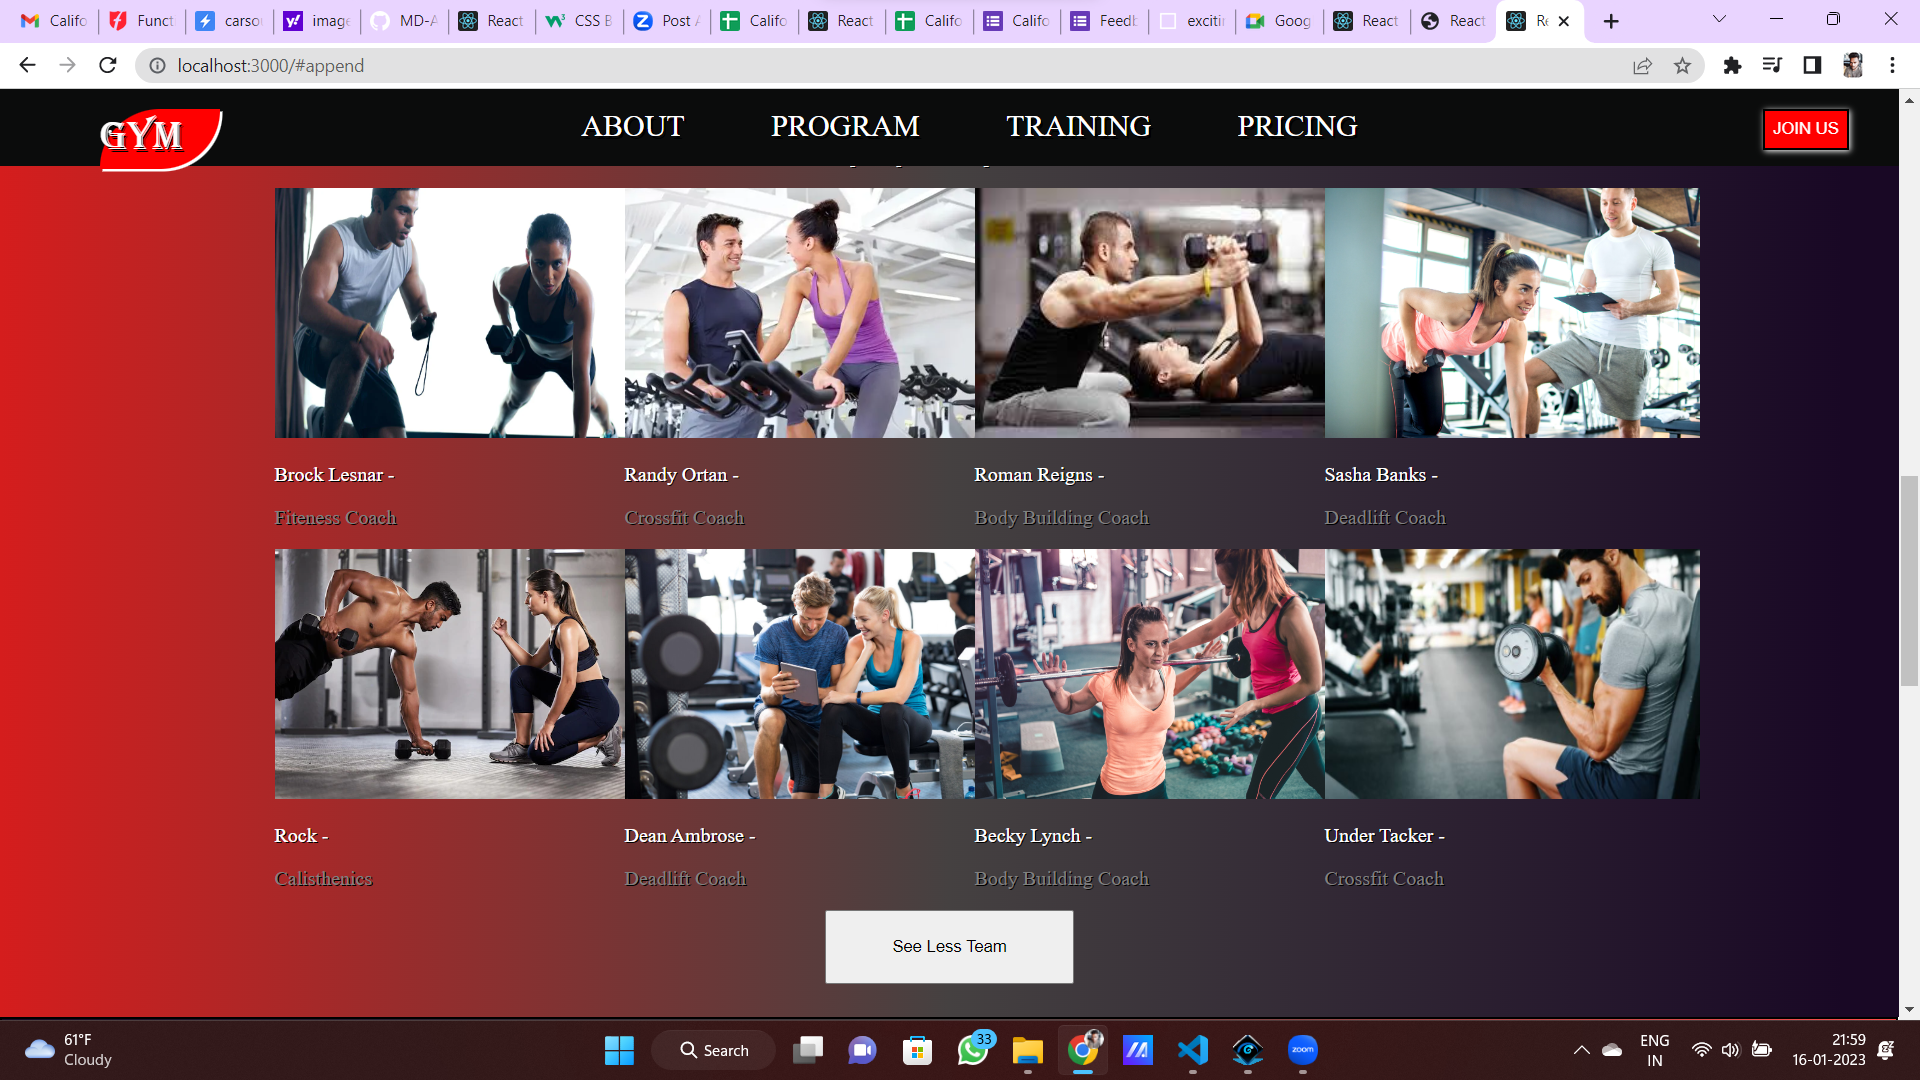 Califo
Funct
carso
image
MD-A
React
CSS B
Post A
Califo
React
Califo
Califo
Feedb
exciti
Goog
React
React
Re
localhost:3000/#append
GYM
ABOUT
PROGRAM
TRAINING
PRICING
JOIN US
Brock Lesnar -
Randy Ortan -
Roman Reigns -
Sasha Banks -
Fiteness Coach
Crossfit Coach
Body Building Coach
Deadlift Coach
Rock -
Dean Ambrose -
Becky Lynch -
Under Tacker -
Calisthenics
Deadlift Coach
Body Building Coach
Crossfit Coach
See Less Team
61°F
Cloudy
Search
33
zoom
ENG
IN
21:59
16-01-2023